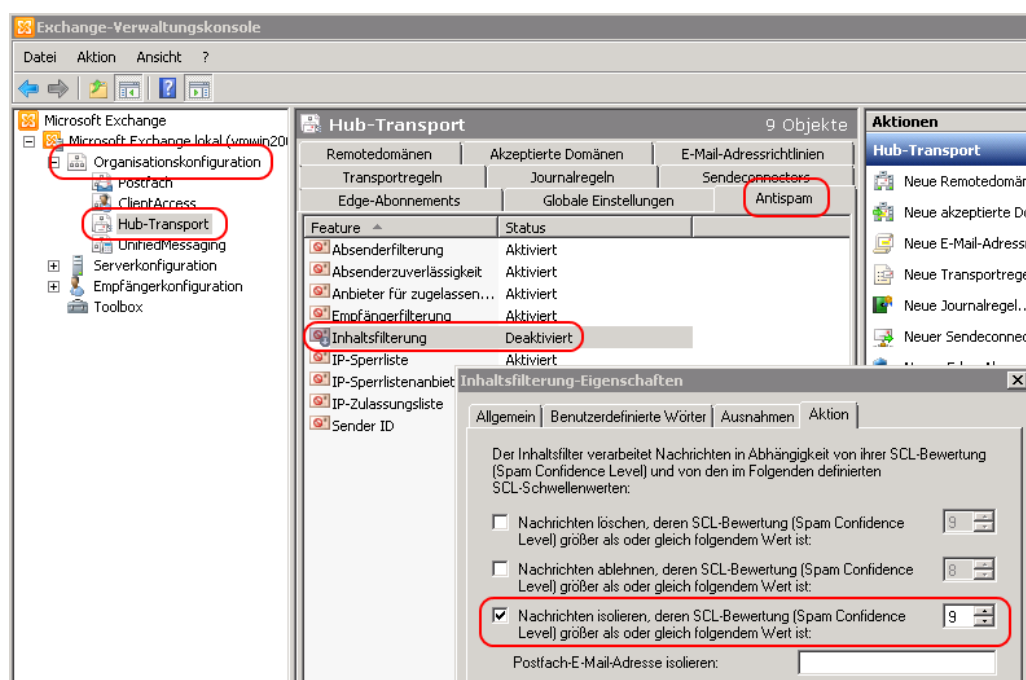 Exchange-Verwaltungskonsole
Datei Aktion Ansicht ?
Microsoft Exchange
Microsoft Exchange lokal (vmwin20
Organisationskonfiguration
Postfach
ClientAccess
Hub-Transport
UnifiedMessaging
Serverkonfiguration
Empfängerkonfiguration
Toolbox
Hub-Transport 9 Objekte
Remotedomänen Akzeptierte Domänen E-Mail-Adressrichtlinien
Transportregeln Journalregeln Sendeconnectors
Edge-Abonnements Globale Einstellungen Antispam
Feature Status
Absenderfilterung Aktiviert
Absenderzuverlässigkeit Aktiviert
Anbieter für zugelassen... Aktiviert
Empfängerfilterung Aktiviert
Inhaltsfilterung Deaktiviert
IP-Sperrliste Aktiviert
IP-Sperrlistenanbiet
IP-Zulassungsliste
Sender ID
Aktionen
Hub-Transport
Neue Remotedomän
Neue akzeptierte Do
Neue E-Mail-Adress
Neue Transportrege
Neue Journalregel..
Neuer Sendeconnec
Inhaltsfilterung-Eigenschaften
Allgemein Benutzerdefinierte Wörter Ausnahmen Aktion
Der Inhaltsfilter verarbeitet Nachrichten in Abhängigkeit von ihrer SCL-Bewertung
(Spam Confidence Level) und von den im Folgenden definierten
SCL-Schwellenwerten:
Nachrichten löschen, deren SCL-Bewertung (Spam Confidence 9
Level) größer als oder gleich folgendem Wert ist:
Nachrichten ablehnen, deren SCL-Bewertung (Spam Confidence 8
Level) größer als oder gleich folgendem Wert ist:
Nachrichten isolieren, deren SCL-Bewertung (Spam Confidence 9
Level) größer als oder gleich folgendem Wert ist:
Postfach-E-Mail-Adresse isolieren: